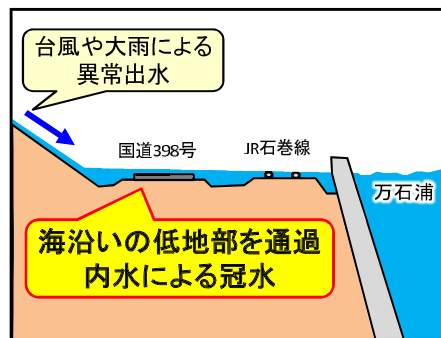 台風や大雨による
異常出水
国道398号
JR石巻線
万石浦
海沿いの低地部を通過
内水による冠水